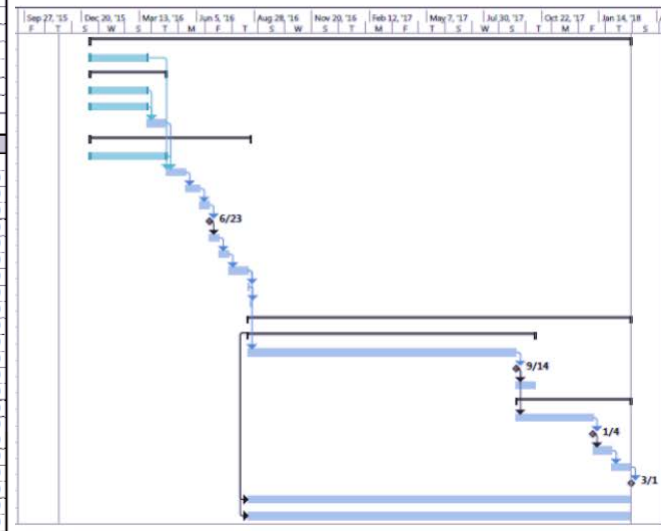 Sep 27, '15 Dec 20, '15 Mar 13, '16 Jun 5, '16 Aug 28, '16 Nov 20, '16 Feb 12, '17 May 7, '17 Jul 30, '17 Oct 22, '17 Jan 14, '18
F T S W S T M F T S W S T M F T S W S T M F T S
6/23
9/14
1/4
3/1